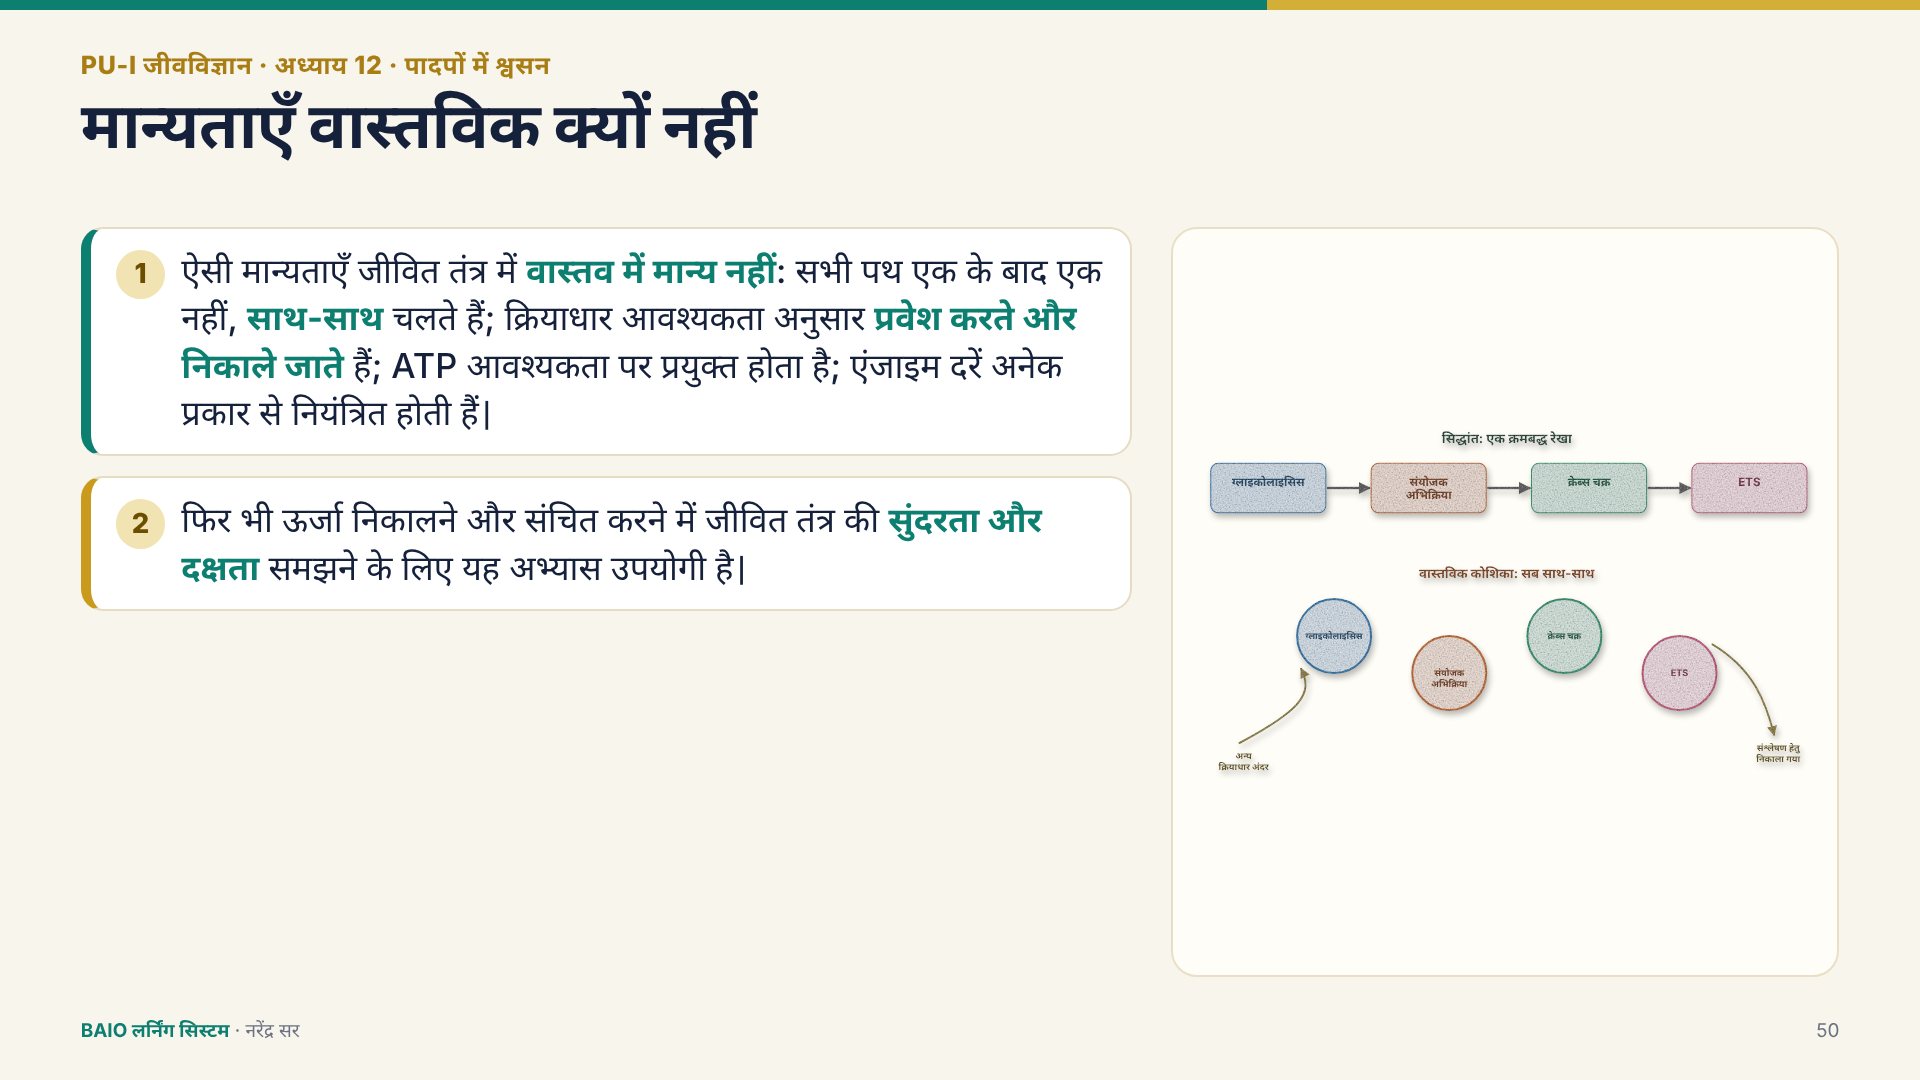 PU-I जीवविज्ञान · अध्याय 12 · पादपों में श्वसन
मान्यताएँ वास्तविक क्यों नहीं
1
ऐसी मान्यताएँ जीवित तंत्र में वास्तव में मान्य नहीं: सभी पथ एक के बाद एक
नहीं, साथ-साथ चलते हैं; क्रियाधार आवश्यकता अनुसार प्रवेश करते और
निकाले जाते हैं; ATP आवश्यकता पर प्रयुक्त होता है; एंजाइम दरें अनेक
प्रकार से नियंत्रित होती हैं|
2
फिर भी ऊर्जा निकालने और संचित करने में जीवित तंत्र की सुंदरता और
दक्षता समझने के लिए यह अभ्यास उपयोगी है|
सिद्धांत: एक क्रमबद्ध रेखा
ग्लाइकोलाइसिस
संयोजक
अभिक्रिया
क्रेब्स चक्र
ETS
वास्तविक कोशिका: सब साथ-साथ
ग्लाइकोलाइसिस
संयोजक
अभिक्रिया
क्रेब्स चक्र
ETS
अन्य
क्रियाधार अंदर
संश्लेषण हेतु
निकाला गया
BAIO लर्निंग सिस्टम · नरेंद्र सर
50